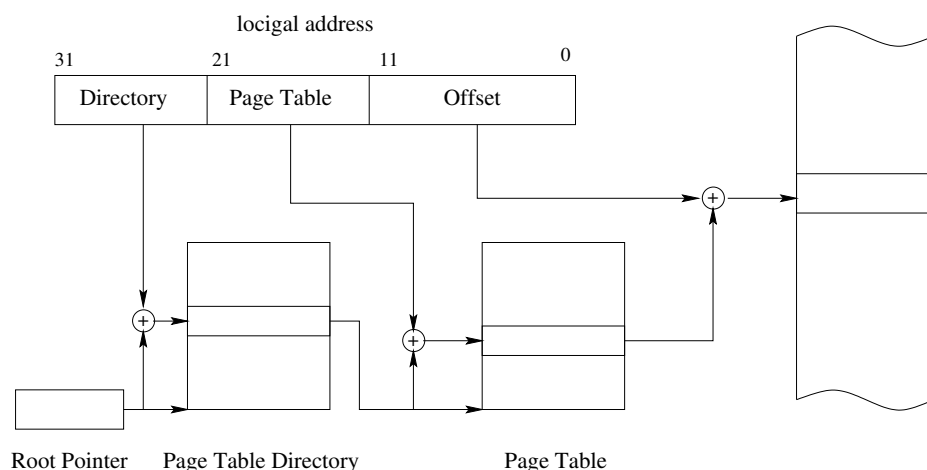 locigal address
31 21 11 0
Directory Page Table Offset
+
+
+
Root Pointer Page Table Directory Page Table